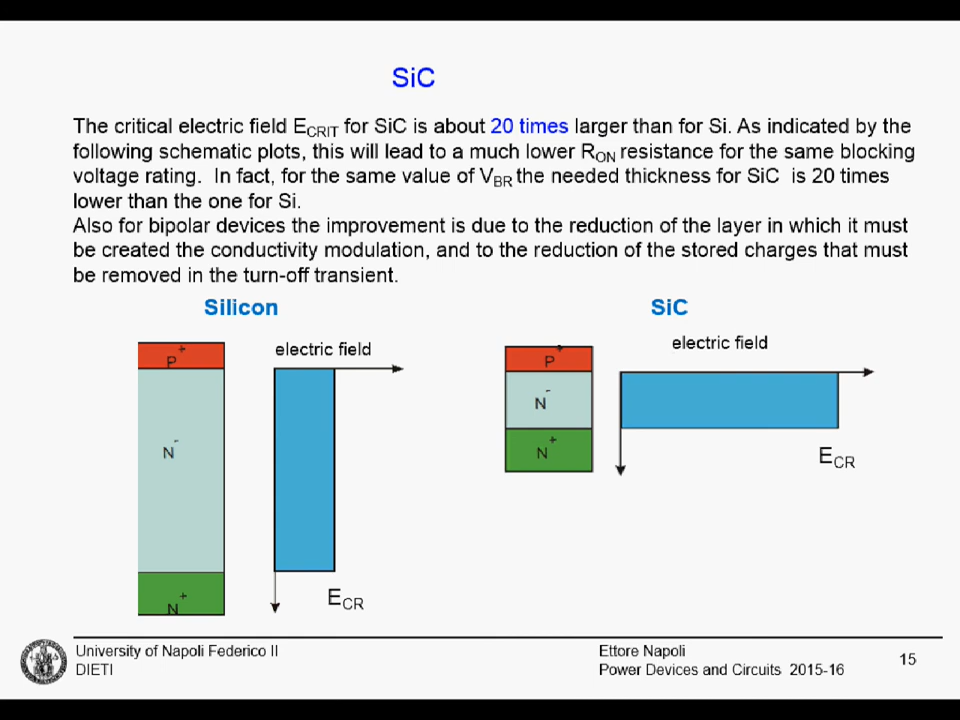 SiC
The critical electric field ECRIT for SiC is about 20 times larger than for Si. As indicated by the
following schematic plots, this will lead to a much lower RON resistance for the same blocking
voltage rating. In fact, for the same value of VBR the needed thickness for SiC is 20 times
lower than the one for Si.
Also for bipolar devices the improvement is due to the reduction of the layer in which it must
be created the conductivity modulation, and to the reduction of the stored charges that must
be removed in the turn-off transient.
Silicon
SiC
electric field
electric field
P+
N-
N+
ECR
P+
N-
N+
ECR
University of Napoli Federico II
DIETI
Ettore Napoli
Power Devices and Circuits 2015-16
15